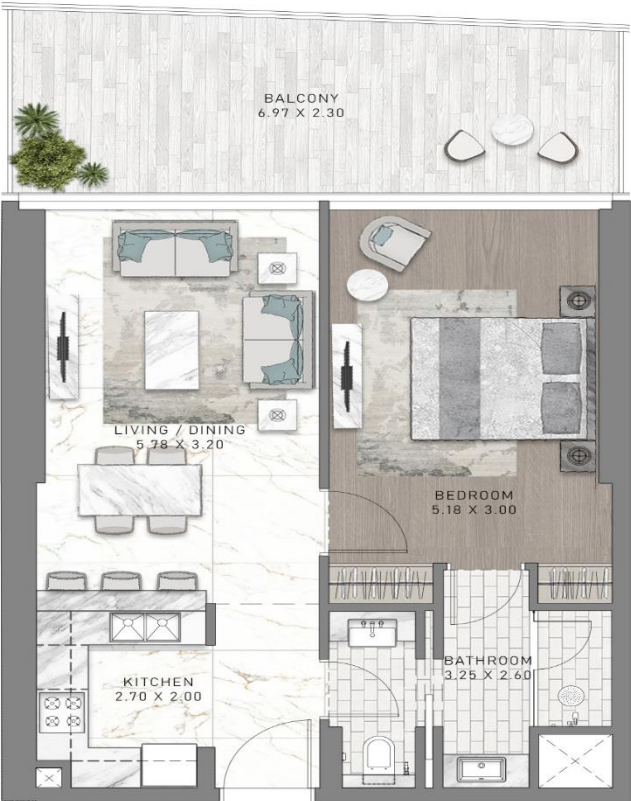 BALCONY
6.97 X 2.30
LIVING / DINING
5.78 X 3.20
BEDROOM
5.18 X 3.00
KITCHEN
2.70 X 2.00
BATHROOM
3.25 X 2.60